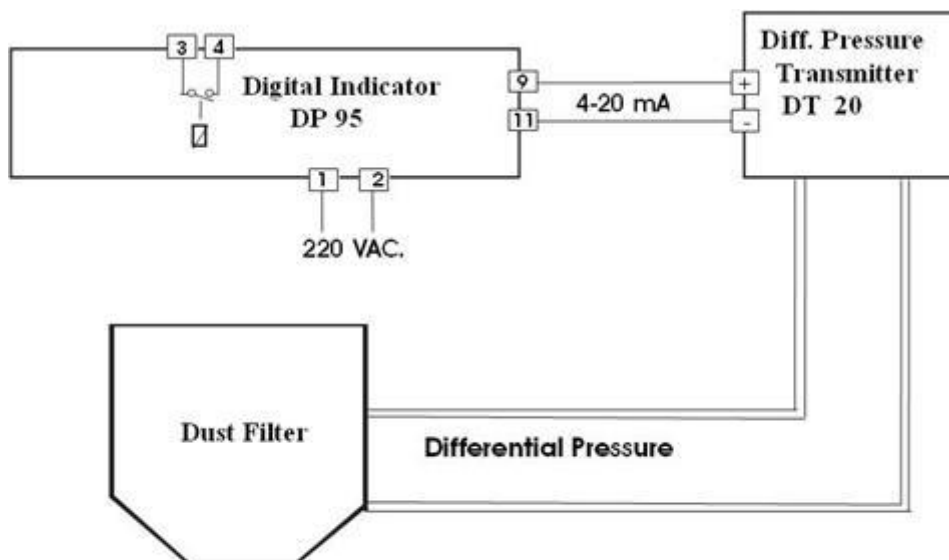 3 4
Digital Indicator
DP 95
9
11
4-20 mA
Diff. Pressure
Transmitter
DT 20
+
-
1 2
220 VAC.
Dust Filter
Differential Pressure